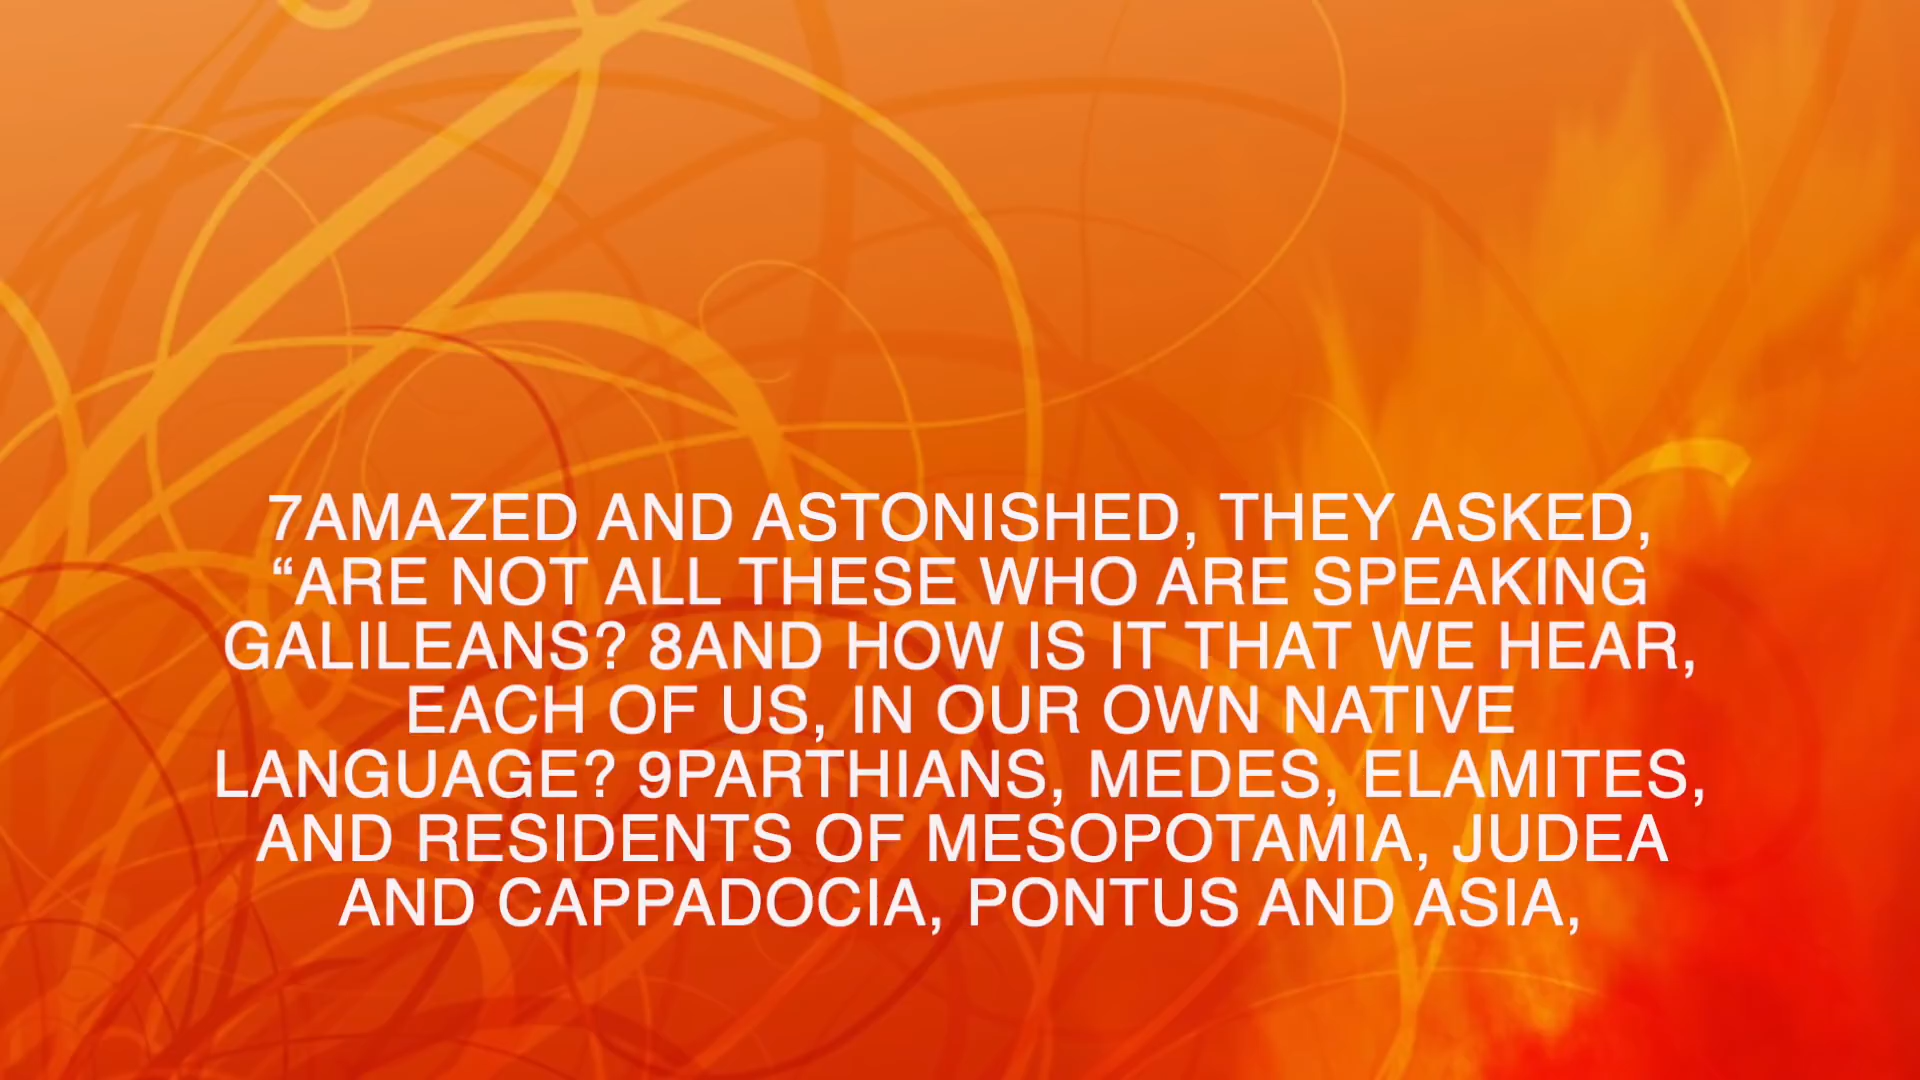 7AMAZED AND ASTONISHED, THEY ASKED,
“ARE NOT ALL THESE WHO ARE SPEAKING
GALILEANS? 8AND HOW IS IT THAT WE HEAR,
EACH OF US, IN OUR OWN NATIVE
LANGUAGE? 9PARTHIANS, MEDES, ELAMITES,
AND RESIDENTS OF MESOPOTAMIA, JUDEA
AND CAPPADOCIA, PONTUS AND ASIA,